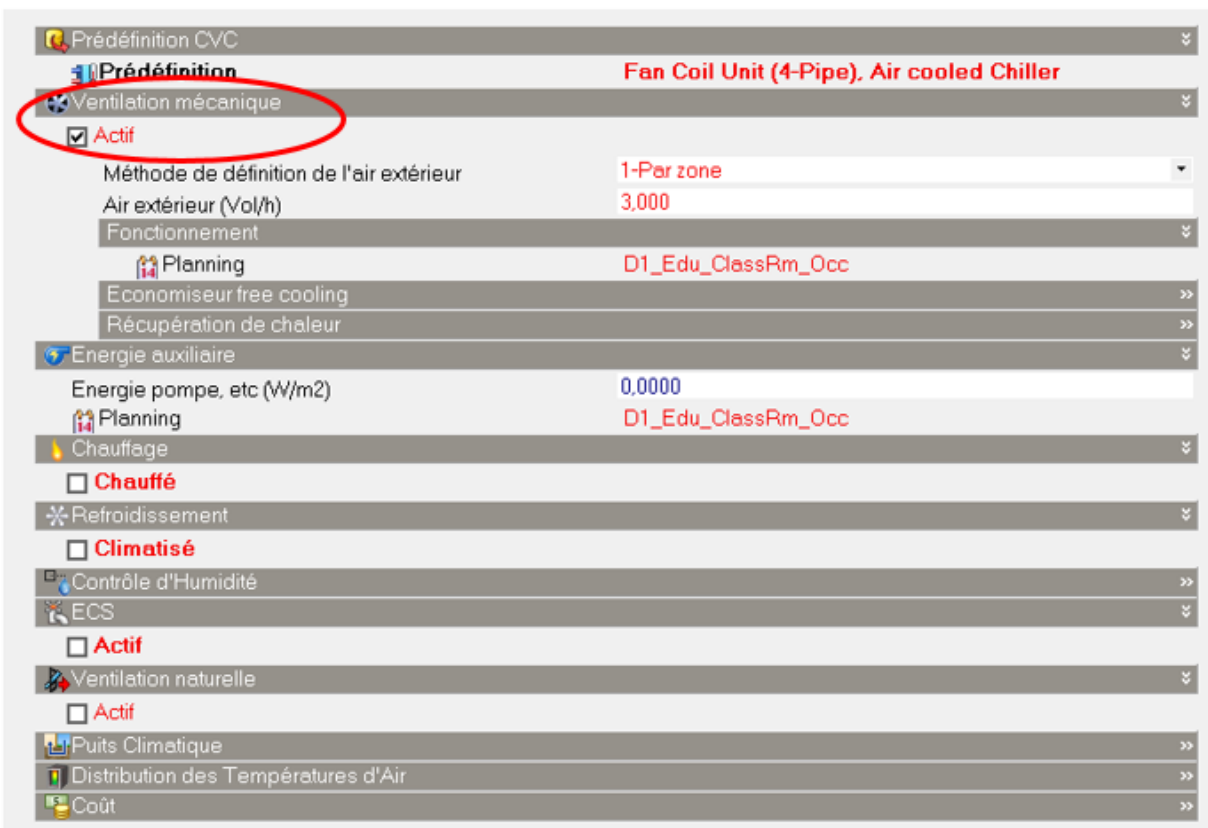 Prédéfinition CVC
Prédéfinition Fan Coil Unit (4-Pipe), Air cooled Chiller
Ventilation mécanique
Actif
Méthode de définition de l'air extérieur 1-Par zone
Air extérieur (Vol/h) 3,000
Fonctionnement
14 Planning D1_Edu_ClassRm_Occ
Economiseur free cooling
Récupération de chaleur
Energie auxiliaire
Energie pompe, etc (W/m2) 0,0000
14 Planning D1_Edu_ClassRm_Occ
Chauffage
Chauffé
Refroidissement
Climatisé
Contrôle d'Humidité
ECS
Actif
Ventilation naturelle
Actif
Puits Climatique
Distribution des Températures d'Air
Coût